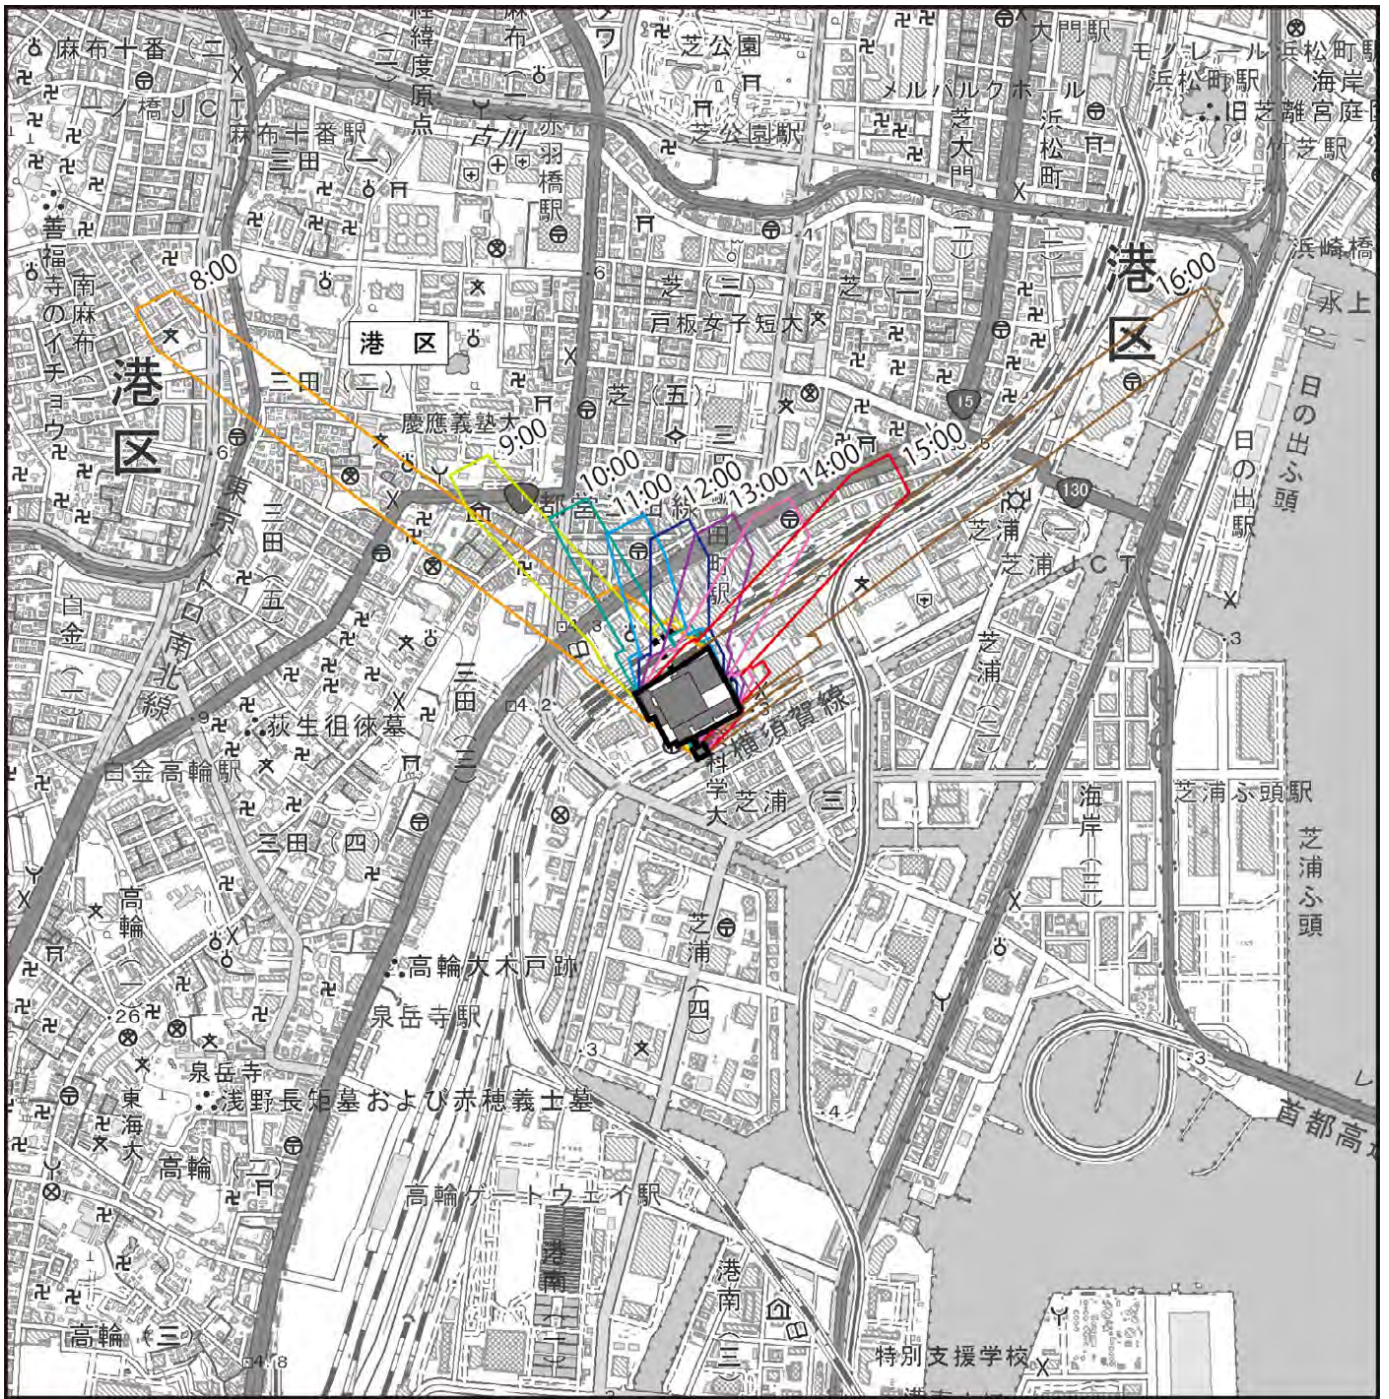 麻布十番(二)
芝公園
大門駅
モノレール浜松町駅
浜松町駅
海岸
一ノ橋JCT
麻布十番駅
経緯度原点
古川
赤羽橋駅
メルパルクホール
芝公園駅
芝大門(二)
浜松町(二)
旧芝離宮庭園
竹芝駅
三田(一)
善福寺のイチョウ
南麻布(一)
浜崎橋
水上
港区
8:00
港区
16:00
港区
芝(三)
芝(二)
戸板女子短大
三田(二)
慶應義塾大
芝(五)
日の出ふ頭
日の出駅
15
130
1
9:00
10:00
11:00
12:00
13:00
14:00
15:00
芝浦(一)
芝浦JCT
東京メトロ南北線
三田(五)
白金(一)
三田(三)
荻生徂徠墓
白金高輪駅
横須賀線
科学大
芝浦(二)
芝浦(三)
海岸(三)
芝浦ふ頭駅
芝浦ふ頭
三田(四)
高輪(一)
高輪大木戸跡
泉岳寺駅
芝浦(四)
泉岳寺
浅野長矩墓および赤穂義士墓
東海大
高輪(二)
高輪ゲートウェイ駅
首都高速
港南(一)
港南(三)
高輪(三)
特別支援学校